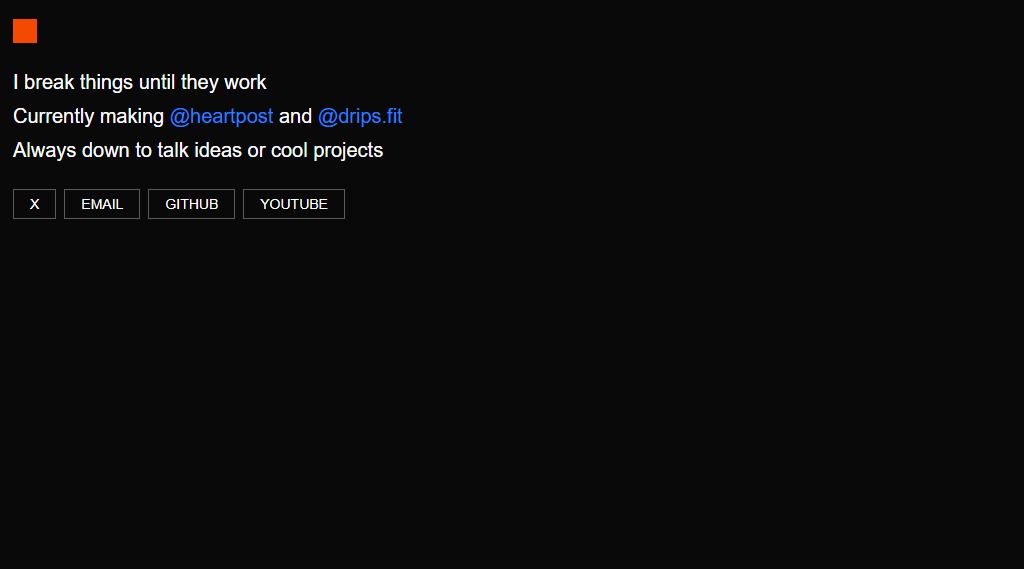 I break things until they work
Currently making @heartpost and @drips.fit
Always down to talk ideas or cool projects
X EMAIL GITHUB YOUTUBE